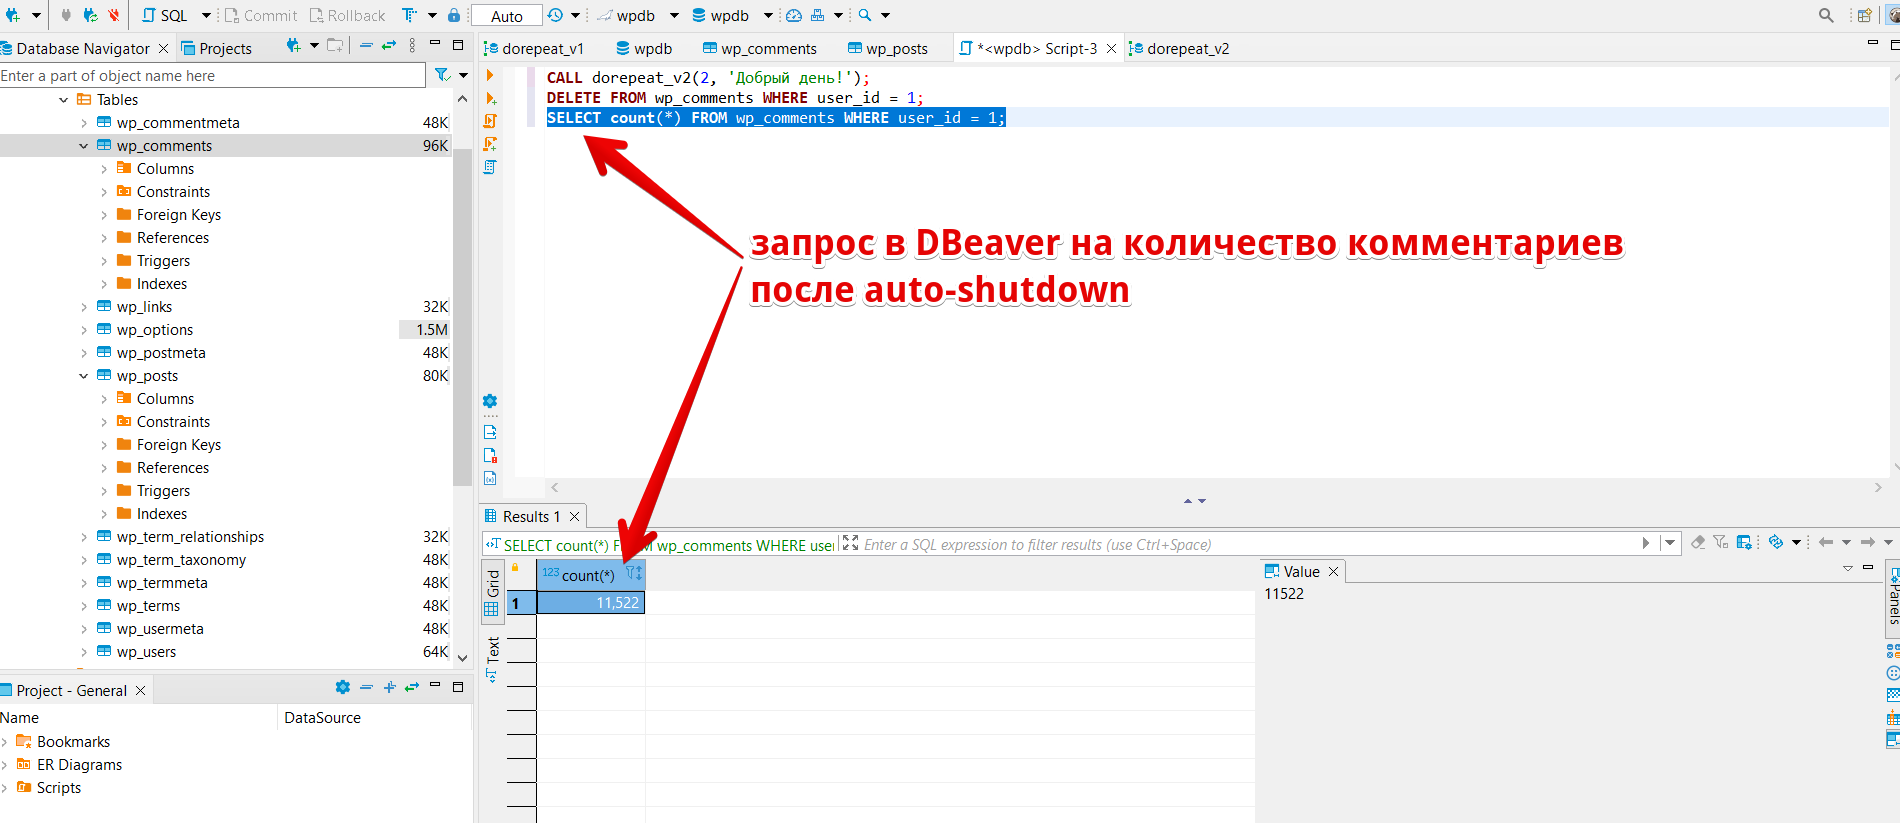 SQL Commit Rollback Auto wpdb wpdb
Database Navigator Projects
Enter a part of object name here
Tables
wp_commentmeta 48K
wp_comments 96K
Columns
Constraints
Foreign Keys
References
Triggers
Indexes
wp_links 32K
wp_options 1.5M
wp_postmeta 48K
wp_posts 80K
Columns
Constraints
Foreign Keys
References
Triggers
Indexes
wp_term_relationships 32K
wp_term_taxonomy 48K
wp_termmeta 48K
wp_terms 48K
wp_usermeta 48K
wp_users 64K
Project - General
Name DataSource
Bookmarks
ER Diagrams
Scripts
dorepeat_v1 wpdb wp_comments wp_posts *<wpdb> Script-3 dorepeat_v2
CALL dorepeat_v2(2, 'Добрый день!');
DELETE FROM wp_comments WHERE user_id = 1;
SELECT count(*) FROM wp_comments WHERE user_id = 1;
запрос в DBeaver на количество комментариев
после auto-shutdown
Results 1
SELECT count(*) F M wp_comments WHERE use Enter a SQL expression to filter results (use Ctrl+Space)
Grid
Text
123 count(*)
1 11,522
Value
11522
Panels